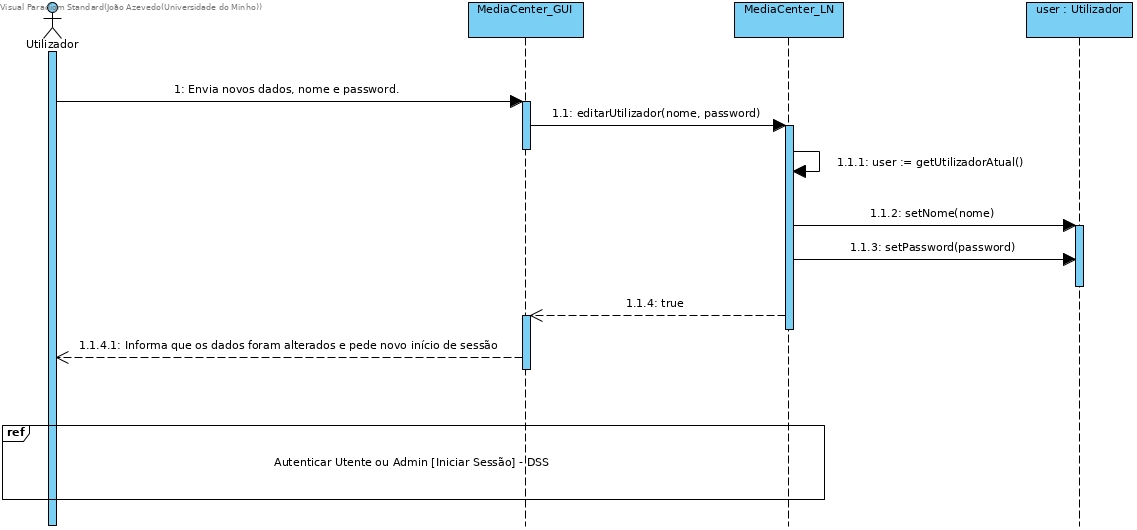 Visual Paradigm Standard(João Azevedo(Universidade do Minho))
MediaCenter_GUI
MediaCenter_LN
user : Utilizador
Utilizador
1: Envia novos dados, nome e password.
1.1: editarUtilizador(nome, password)
1.1.1: user := getUtilizadorAtual()
1.1.2: setNome(nome)
1.1.3: setPassword(password)
1.1.4: true
1.1.4.1: Informa que os dados foram alterados e pede novo início de sessão
ref
Autenticar Utente ou Admin [Iniciar Sessão] - DSS